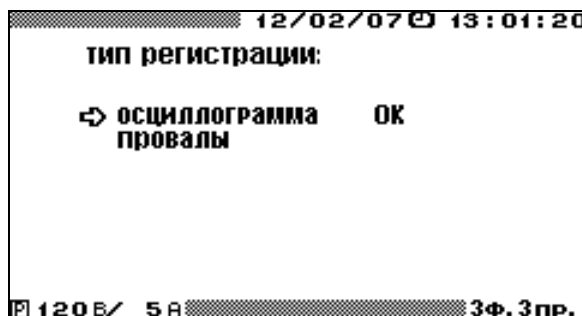 12/02/07 13:01:20
тип регистрации:
осциллограмма ОК
провалы
P 120В/ 5А 3ф.3пр.